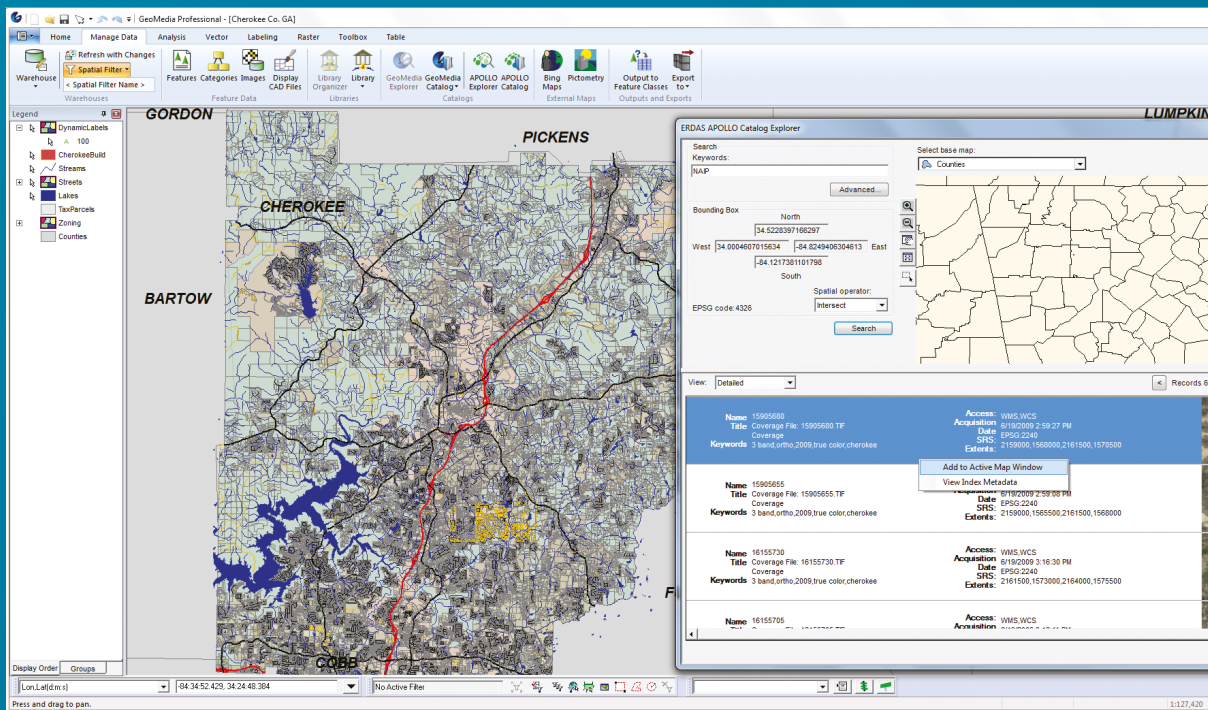 GeoMedia Professional - [Cherokee Co. GA]
Home Manage Data Analysis Vector Labeling Raster Toolbox Table
Warehouse
Refresh with Changes
Spatial Filter
< Spatial Filter Name >
Warehouses
Features Categories Images Display CAD Files
Feature Data
Library Organizer Library
Libraries
GeoMedia Explorer GeoMedia Catalog APOLLO Explorer APOLLO Catalog
Catalogs
Bing Maps Pictometry
External Maps
Output to Feature Classes Export to
Outputs and Exports
Legend
DynamicLabels
A 100
CherokeeBuild
Streams
Streets
Lakes
TaxParcels
Zoning
Counties
Display Order Groups
GORDON
PICKENS
LUMPKIN
CHEROKEE
BARTOW
COBB
F
ERDAS APOLLO Catalog Explorer
Search
Keywords:
NAIP
Advanced...
Bounding Box
North
34.5228397166297
West 34.0004607015634 -84.8249406304613 East
-84.1217381101798
South
Spatial operator:
EPSG code:4326 Intersect
Search
Select base map:
Counties
View: Detailed < Records 6
Name 15905680
Title Coverage File: 15905680.TIF
Coverage
Keywords 3 band,ortho,2009,true color,cherokee
Access: WMS,WCS
Acquisition Date 6/19/2009 2:59:27 PM
SRS: EPSG:2240
Extents: 2159000,1568000,2161500,1570500
Add to Active Map Window
View Index Metadata
Name 15905655
Title Coverage File: 15905655.TIF
Coverage
Keywords 3 band,ortho,2009,true color,cherokee
Acquisition Date 6/19/2009 2:59:08 PM
SRS: EPSG:2240
Extents: 2159000,1565500,2161500,1568000
Name 16155730
Title Coverage File: 16155730.TIF
Coverage
Keywords 3 band,ortho,2009,true color,cherokee
Access: WMS,WCS
Acquisition Date 6/19/2009 3:16:30 PM
SRS: EPSG:2240
Extents: 2161500,1573000,2164000,1575500
Name 16155705
Access: WMS,WCS
Acquisition
Lon,Lat(d:m:s) -84:34:52.429, 34:24:48.384 No Active Filter
Press and drag to pan. 1:127,420